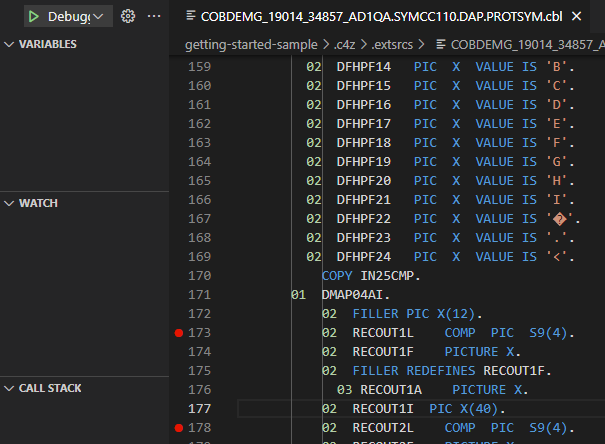 Debug
COBDEMG_19014_34857_AD1QA.SYMCC110.DAP.PROTSYM.cbl
VARIABLES
getting-started-sample > .c4z > .extsrcs > COBDEMG_19014_34857_A
159 02 DFHPF14 PIC X VALUE IS 'B'.
160 02 DFHPF15 PIC X VALUE IS 'C'.
161 02 DFHPF16 PIC X VALUE IS 'D'.
162 02 DFHPF17 PIC X VALUE IS 'E'.
163 02 DFHPF18 PIC X VALUE IS 'F'.
164 02 DFHPF19 PIC X VALUE IS 'G'.
165 02 DFHPF20 PIC X VALUE IS 'H'.
166 02 DFHPF21 PIC X VALUE IS 'I'.
WATCH
167 02 DFHPF22 PIC X VALUE IS '�'.
168 02 DFHPF23 PIC X VALUE IS '.'.
169 02 DFHPF24 PIC X VALUE IS '<'.
170 COPY IN25CMP.
171 01 DMAP04AI.
172 02 FILLER PIC X(12).
173 02 RECOUT1L COMP PIC S9(4).
174 02 RECOUT1F PICTURE X.
175 02 FILLER REDEFINES RECOUT1F.
CALL STACK
176 03 RECOUT1A PICTURE X.
177 02 RECOUT1I PIC X(40).
178 02 RECOUT2L COMP PIC S9(4).